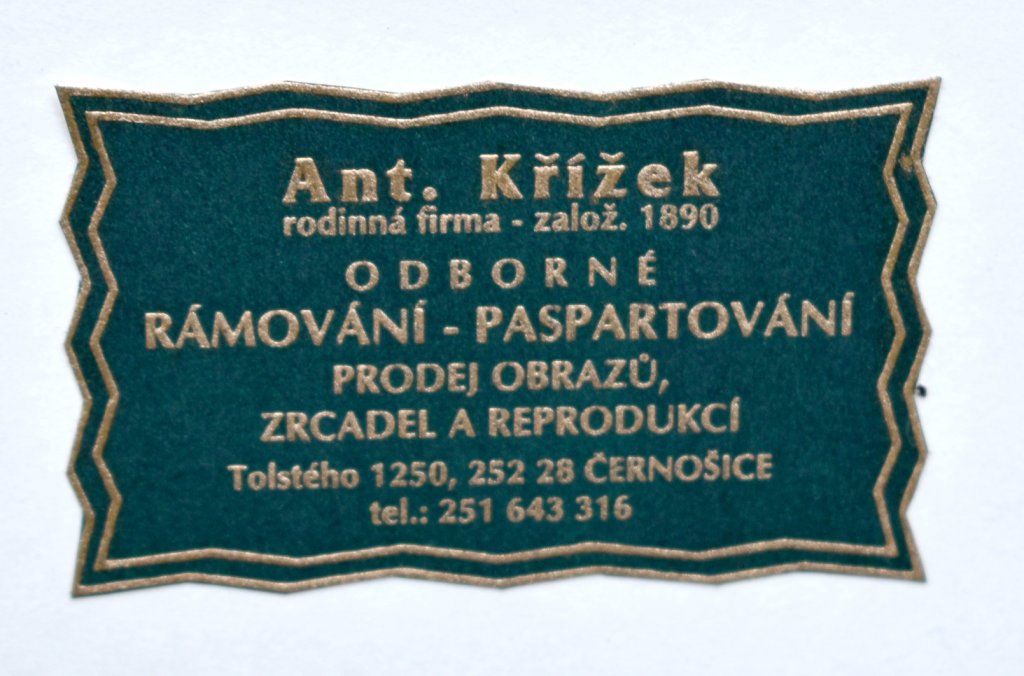 Ant. Křížek
rodinná firma - založ. 1890
ODBORNÉ
RÁMOVÁNÍ - PASPARTOVÁNÍ
PRODEJ OBRAZŮ,
ZRCADEL A REPRODUKCÍ
Tolstého 1250, 252 28 ČERNOŠICE
tel.: 251 643 316